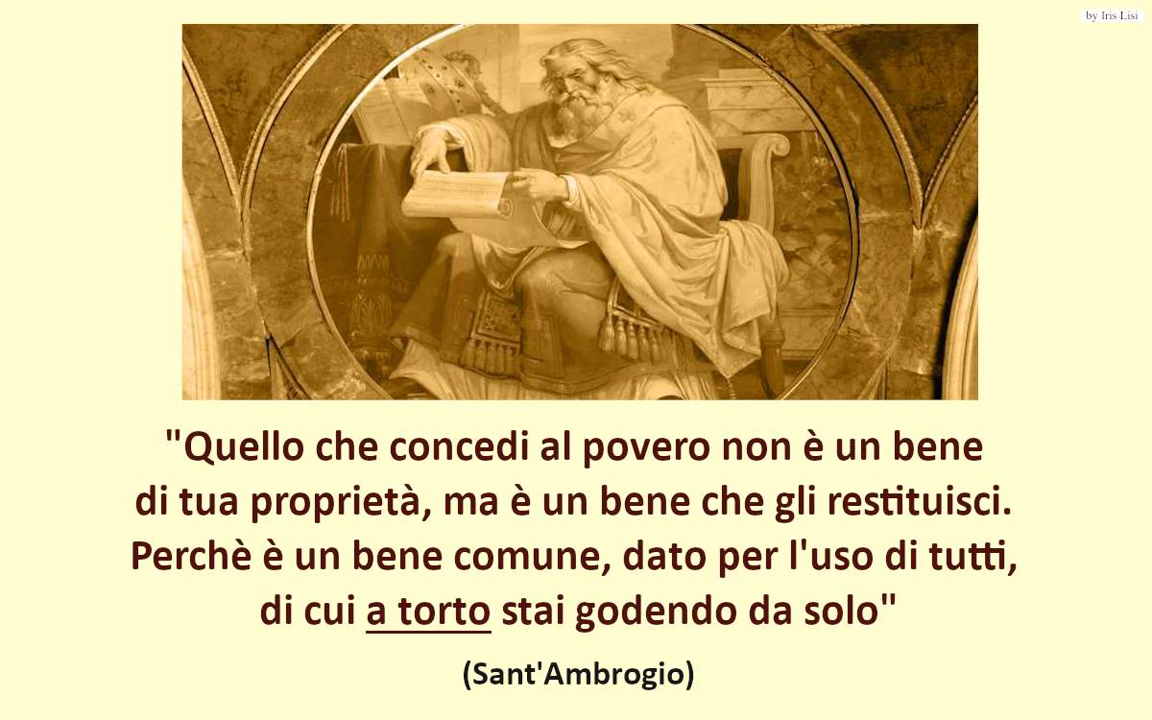 by Iris Lisi
"Quello che concedi al povero non è un bene
di tua proprietà, ma è un bene che gli restituisci.
Perchè è un bene comune, dato per l'uso di tutti,
di cui a torto stai godendo da solo"
(Sant'Ambrogio)